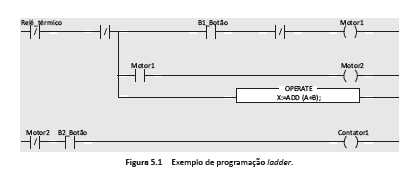 Relé_térmico B1_Botão Motor1
Motor1 Motor2
OPERATE
X:=ADD (A+B);
Motor2 B2_Botão Contator1
Figura 5.1 Exemplo de programação ladder.